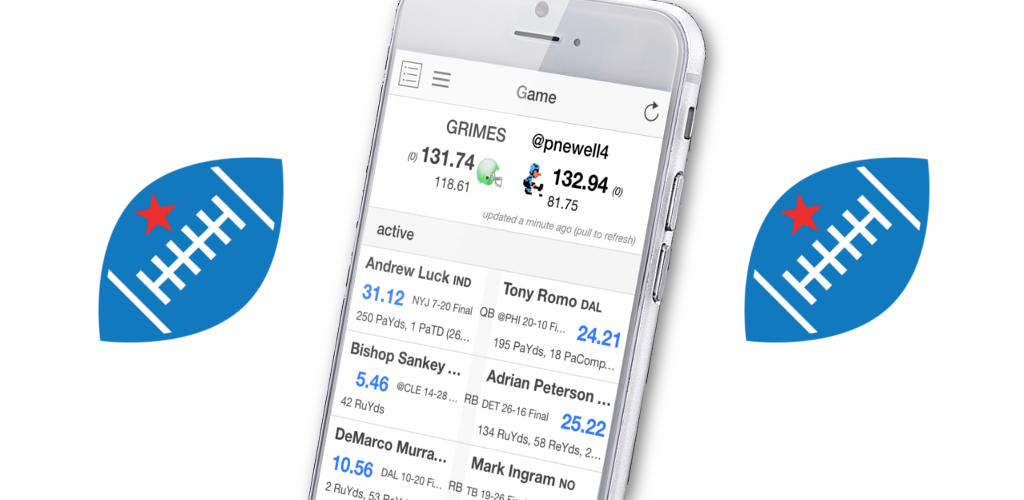 Game
GRIMES
@pnewell4
(0) 131.74
132.94 (0)
118.61
81.75
updated a minute ago (pull to refresh)
active
Andrew Luck IND
31.12 NYJ 7-20 Final
250 PaYds, 1 PaTD (26...
QB
Tony Romo DAL
@PHI 20-10 Fi... 24.21
195 PaYds, 18 PaComp...
Bishop Sankey ...
5.46 @CLE 14-28 ...
42 RuYds
RB
Adrian Peterson ...
DET 26-16 Final 25.22
134 RuYds, 58 ReYds, 2...
DeMarco Murra...
10.56 DAL 10-20 Fi...
2 RuYds, 53
RB
Mark Ingram NO
TB 19-26